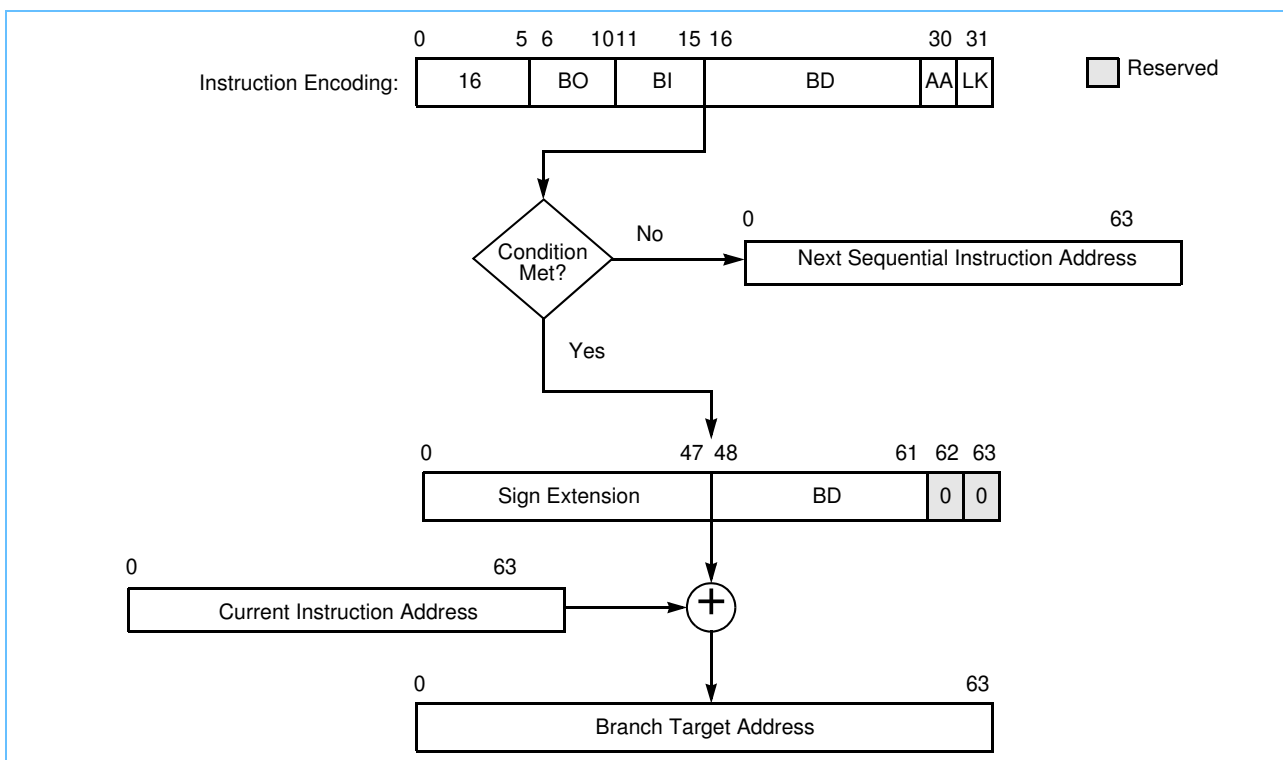 0 5 6 10 11 15 16 30 31
Instruction Encoding: 16 BO BI BD AA LK Reserved
0 63
Condition
Met?
No
Next Sequential Instruction Address
Yes
0 47 48 61 62 63
Sign Extension BD 0 0
0 63
Current Instruction Address +
0 63
Branch Target Address